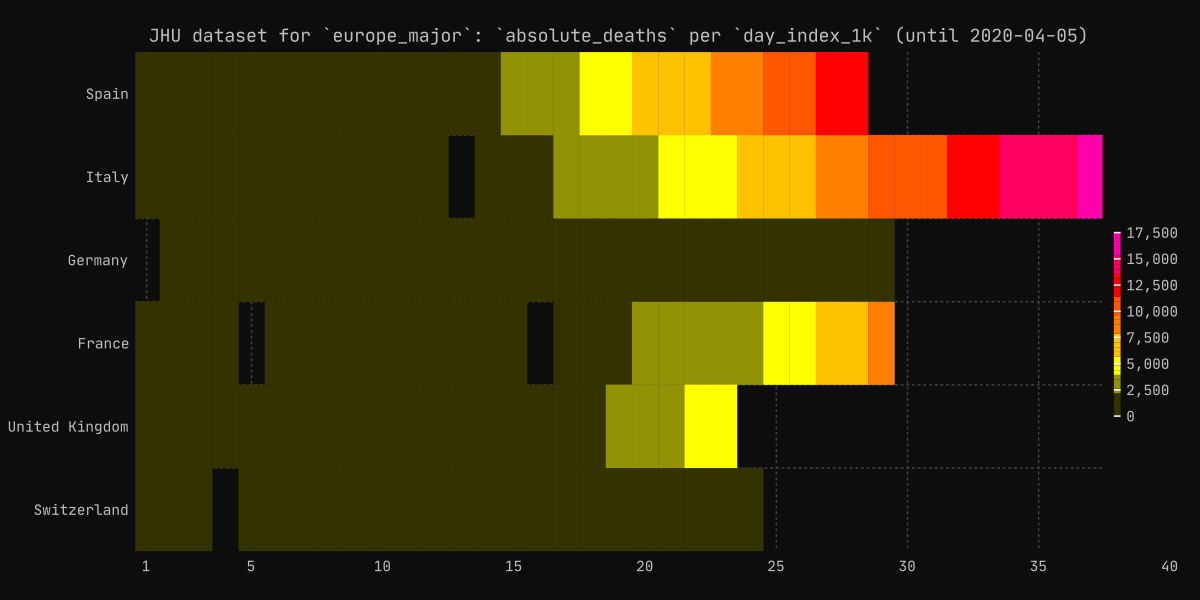 JHU dataset for `europe_major`: `absolute_deaths` per `day_index_1k` (until 2020-04-05)
Spain
Italy
Germany
France
United Kingdom
Switzerland
17,500
15,000
12,500
10,000
7,500
5,000
2,500
0
1 5 10 15 20 25 30 35 40